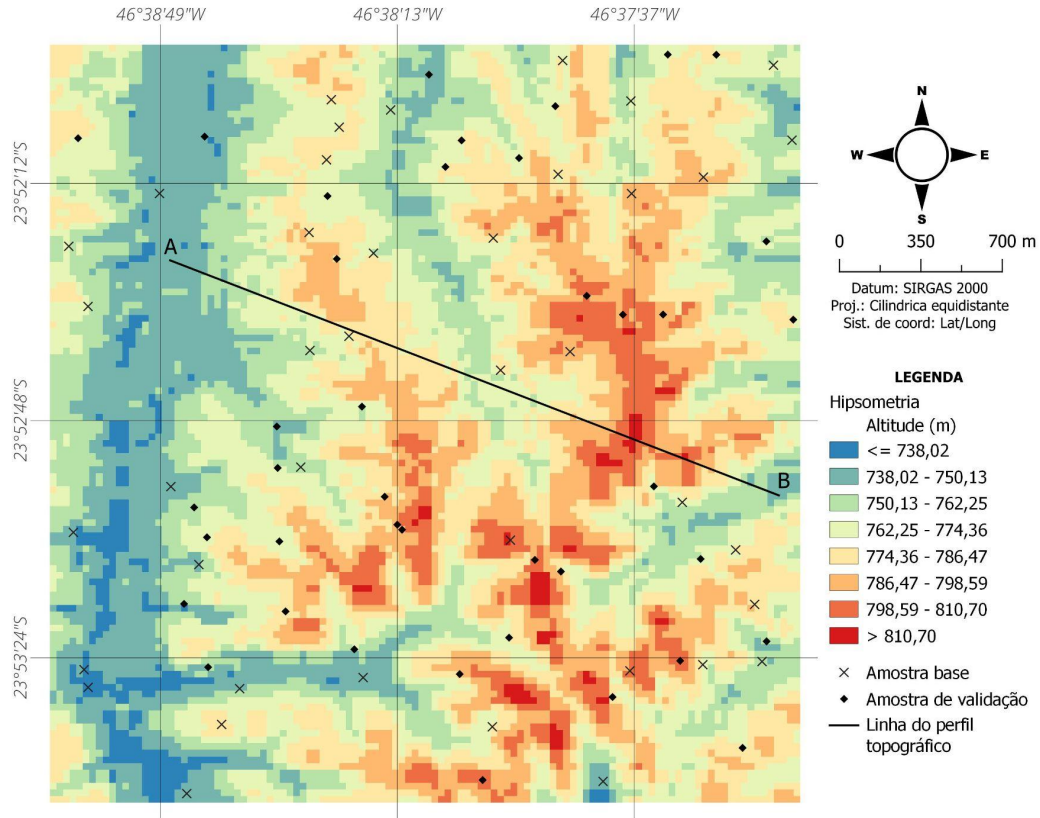 46°38'49"W 46°38'13"W 46°37'37"W
23°52'12"S
23°52'48"S
23°53'24"S
A
B
N
W E
S
0 350 700 m
Datum: SIRGAS 2000
Proj.: Cilindrica equidistante
Sist. de coord: Lat/Long
LEGENDA
Hipsometria
Altitude (m)
<= 738,02
738,02 - 750,13
750,13 - 762,25
762,25 - 774,36
774,36 - 786,47
786,47 - 798,59
798,59 - 810,70
> 810,70
Amostra base
Amostra de validação
Linha do perfil
topográfico